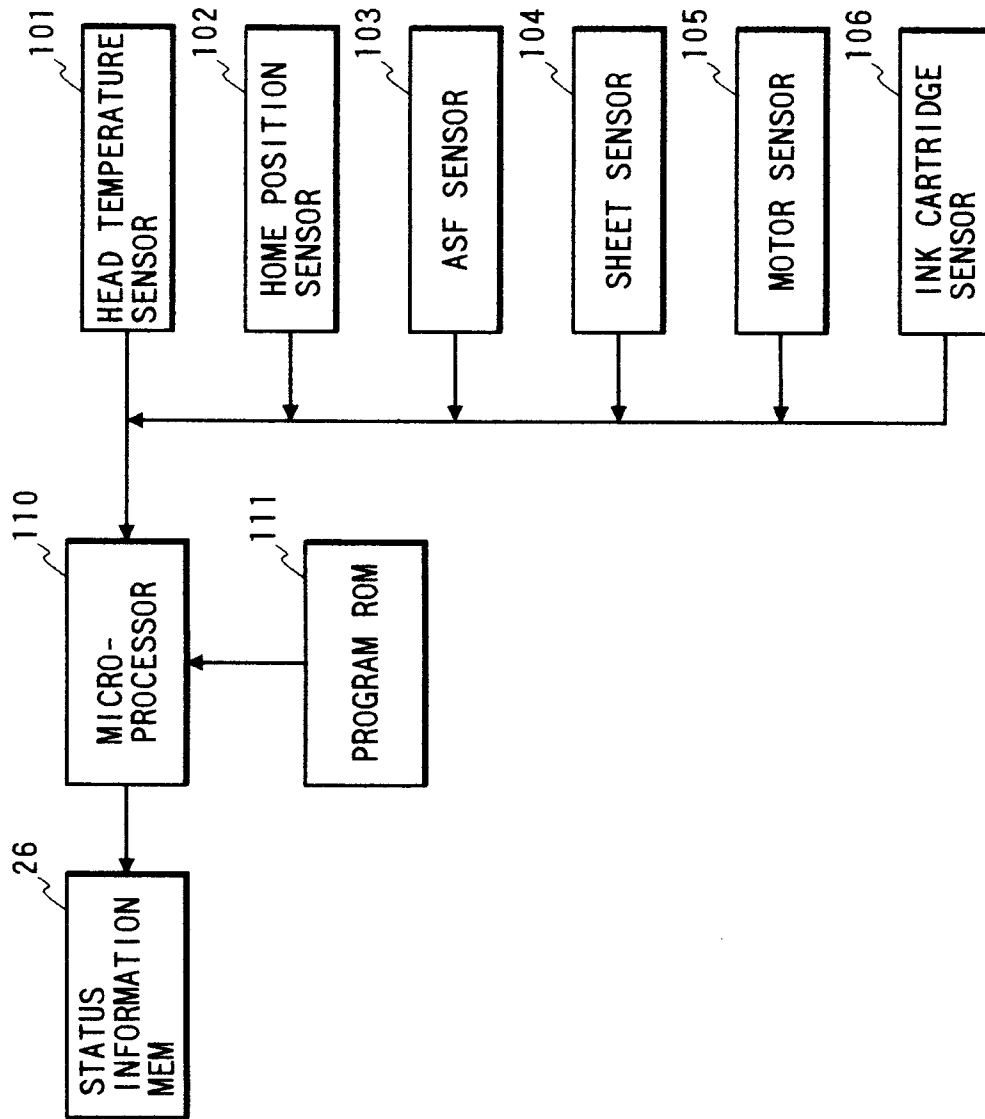 101
HEAD TEMPERATURE
SENSOR
102
HOME POSITION
SENSOR
103
ASF SENSOR
104
SHEET SENSOR
105
MOTOR SENSOR
106
INK CARTRIDGE
SENSOR
110
MICRO-
PROCESSOR
111
PROGRAM ROM
26
STATUS
INFORMATION
MEM